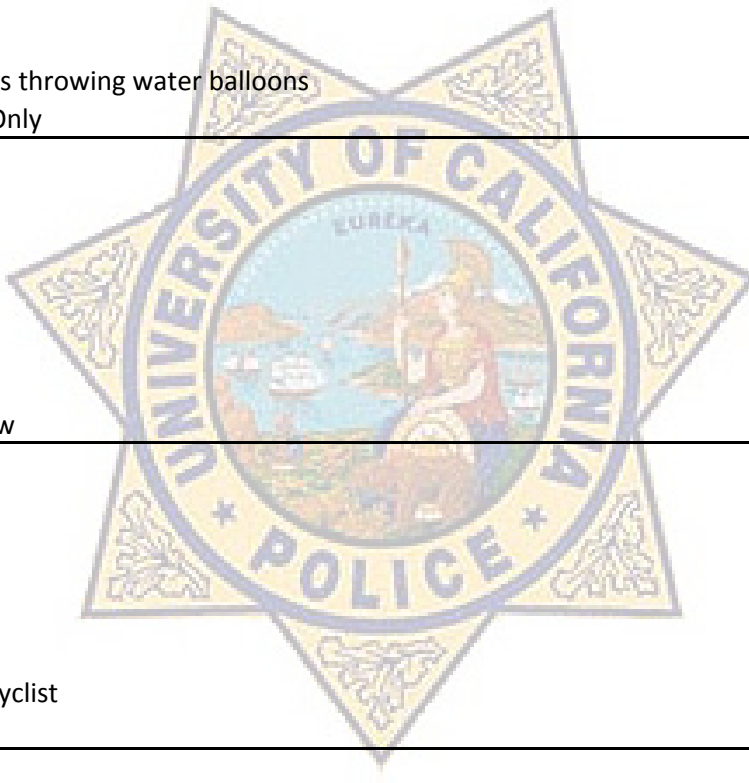 s throwing water balloons
Only
UNIVERSITY OF CALIFORNIA
EUREKA
w
POLICE
yclist